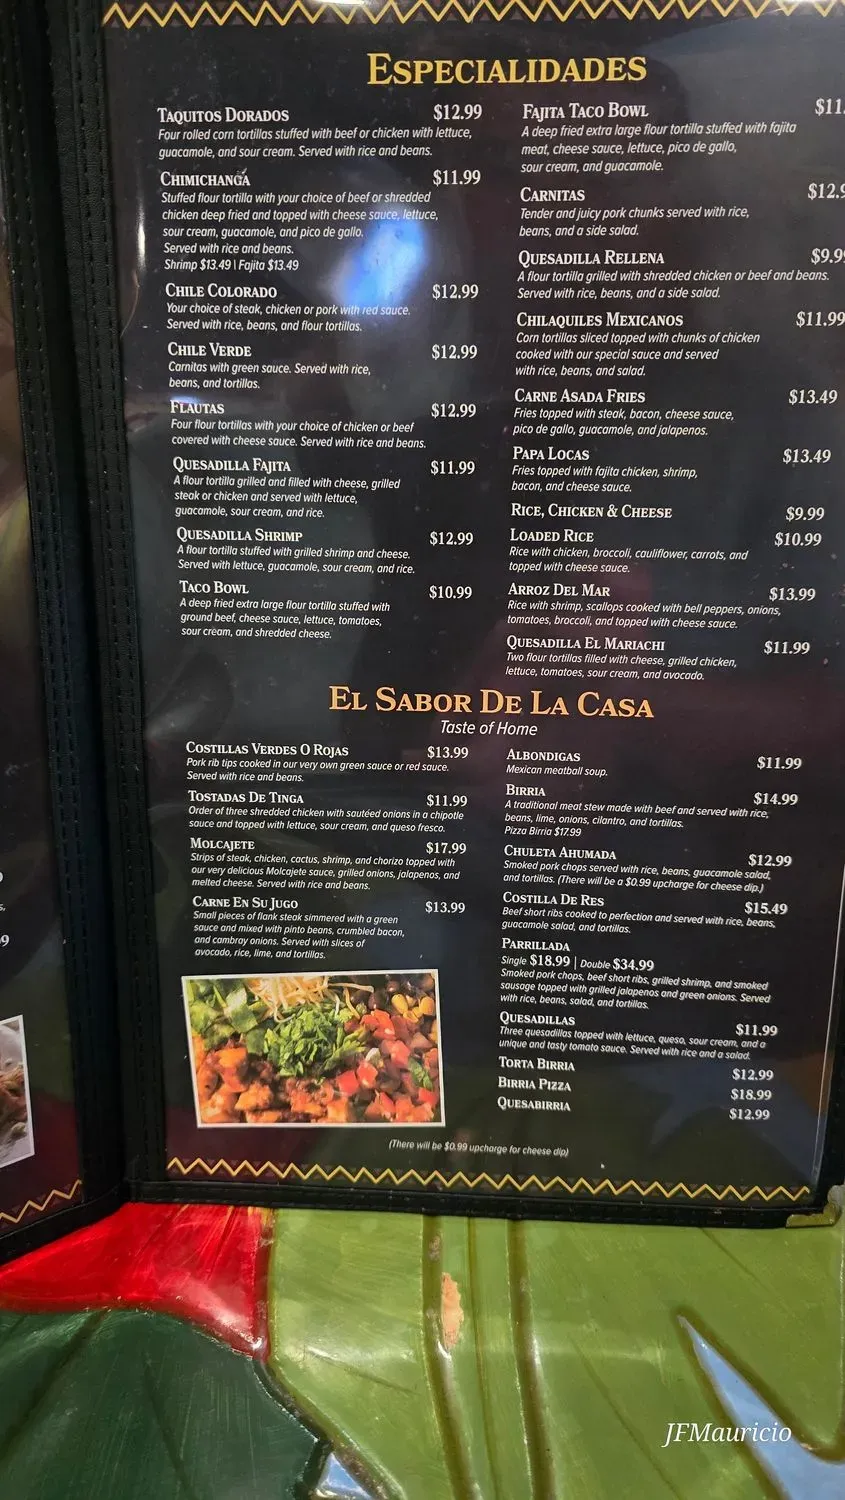 ESPECIALIDADES
TAQUITOS DORADOS $12.99
Four rolled corn tortillas stuffed with beef or chicken with lettuce,
guacamole, and sour cream. Served with rice and beans.
CHIMICHANGA $11.99
Stuffed flour tortilla with your choice of beef or shredded
chicken deep fried and topped with cheese sauce, lettuce,
sour cream, guacamole, and pico de gallo.
Served with rice and beans.
Shrimp $13.49 | Fajita $13.49
CHILE COLORADO $12.99
Your choice of steak, chicken or pork with red sauce.
Served with rice, beans, and flour tortillas.
CHILE VERDE $12.99
Carnitas with green sauce. Served with rice,
beans, and tortillas.
FLAUTAS $12.99
Four flour tortillas with your choice of chicken or beef
covered with cheese sauce. Served with rice and beans.
QUESADILLA FAJITA $11.99
A flour tortilla grilled and filled with cheese, grilled
steak or chicken and served with lettuce,
guacamole, sour cream, and rice.
QUESADILLA SHRIMP $12.99
A flour tortilla stuffed with grilled shrimp and cheese.
Served with lettuce, guacamole, sour cream, and rice.
TACO BOWL $10.99
A deep fried extra large flour tortilla stuffed with
ground beef, cheese sauce, lettuce, tomatoes,
sour cream, and shredded cheese.
FAJITA TACO BOWL $11.
A deep fried extra large flour tortilla stuffed with fajita
meat, cheese sauce, lettuce, pico de gallo,
sour cream, and guacamole.
CARNITAS $12.9
Tender and juicy pork chunks served with rice,
beans, and a side salad.
QUESADILLA RELLENA $9.99
A flour tortilla grilled with shredded chicken or beef and beans.
Served with rice, beans, and a side salad.
CHILAQUILES MEXICANOS $11.99
Corn tortillas sliced topped with chunks of chicken
cooked with our special sauce and served
with rice, beans, and salad.
CARNE ASADA FRIES $13.49
Fries topped with steak, bacon, cheese sauce,
pico de gallo, guacamole, and jalapenos.
PAPA LOCAS $13.49
Fries topped with fajita chicken, shrimp,
bacon, and cheese sauce.
RICE, CHICKEN & CHEESE $9.99
LOADED RICE $10.99
Rice with chicken, broccoli, cauliflower, carrots, and
topped with cheese sauce.
ARROZ DEL MAR $13.99
Rice with shrimp, scallops cooked with bell peppers, onions,
tomatoes, broccoli, and topped with cheese sauce.
QUESADILLA EL MARIACHI $11.99
Two flour tortillas filled with cheese, grilled chicken,
lettuce, tomatoes, sour cream, and avocado.
EL SABOR DE LA CASA
Taste of Home
COSTILLAS VERDES O ROJAS $13.99
Pork rib tips cooked in our very own green sauce or red sauce.
Served with rice and beans.
TOSTADAS DE TINGA $11.99
Order of three shredded chicken with sautéed onions in a chipotle
sauce and topped with lettuce, sour cream, and queso fresco.
MOLCAJETE $17.99
Strips of steak, chicken, cactus, shrimp, and chorizo topped with
our very delicious Molcajete sauce, grilled onions, jalapenos, and
melted cheese. Served with rice and beans.
CARNE EN SU JUGO $13.99
Small pieces of flank steak simmered with a green
sauce and mixed with pinto beans, crumbled bacon,
and cambray onions. Served with slices of
avocado, rice, lime, and tortillas.
ALBONDIGAS $11.99
Mexican meatball soup.
BIRRIA $14.99
A traditional meat stew made with beef and served with rice,
beans, lime, onions, cilantro, and tortillas.
Pizza Birria $17.99
CHULETA AHUMADA $12.99
Smoked pork chops served with rice, beans, guacamole salad,
and tortillas. (There will be a $0.99 upcharge for cheese dip.)
COSTILLA DE RES $15.49
Beef short ribs cooked to perfection and served with rice, beans,
guacamole salad, and tortillas.
PARRILLADA
Single $18.99 | Double $34.99
Smoked pork chops, beef short ribs, grilled shrimp, and smoked
sausage topped with grilled jalapenos and green onions. Served
with rice, beans, salad, and tortillas.
QUESADILLAS $11.99
Three quesadillas topped with lettuce, queso, sour cream, and a
unique and tasty tomato sauce. Served with rice and a salad.
TORTA BIRRIA $12.99
BIRRIA PIZZA $18.99
QUESABIRRIA $12.99
(There will be $0.99 upcharge for cheese dip)
JFMauricio